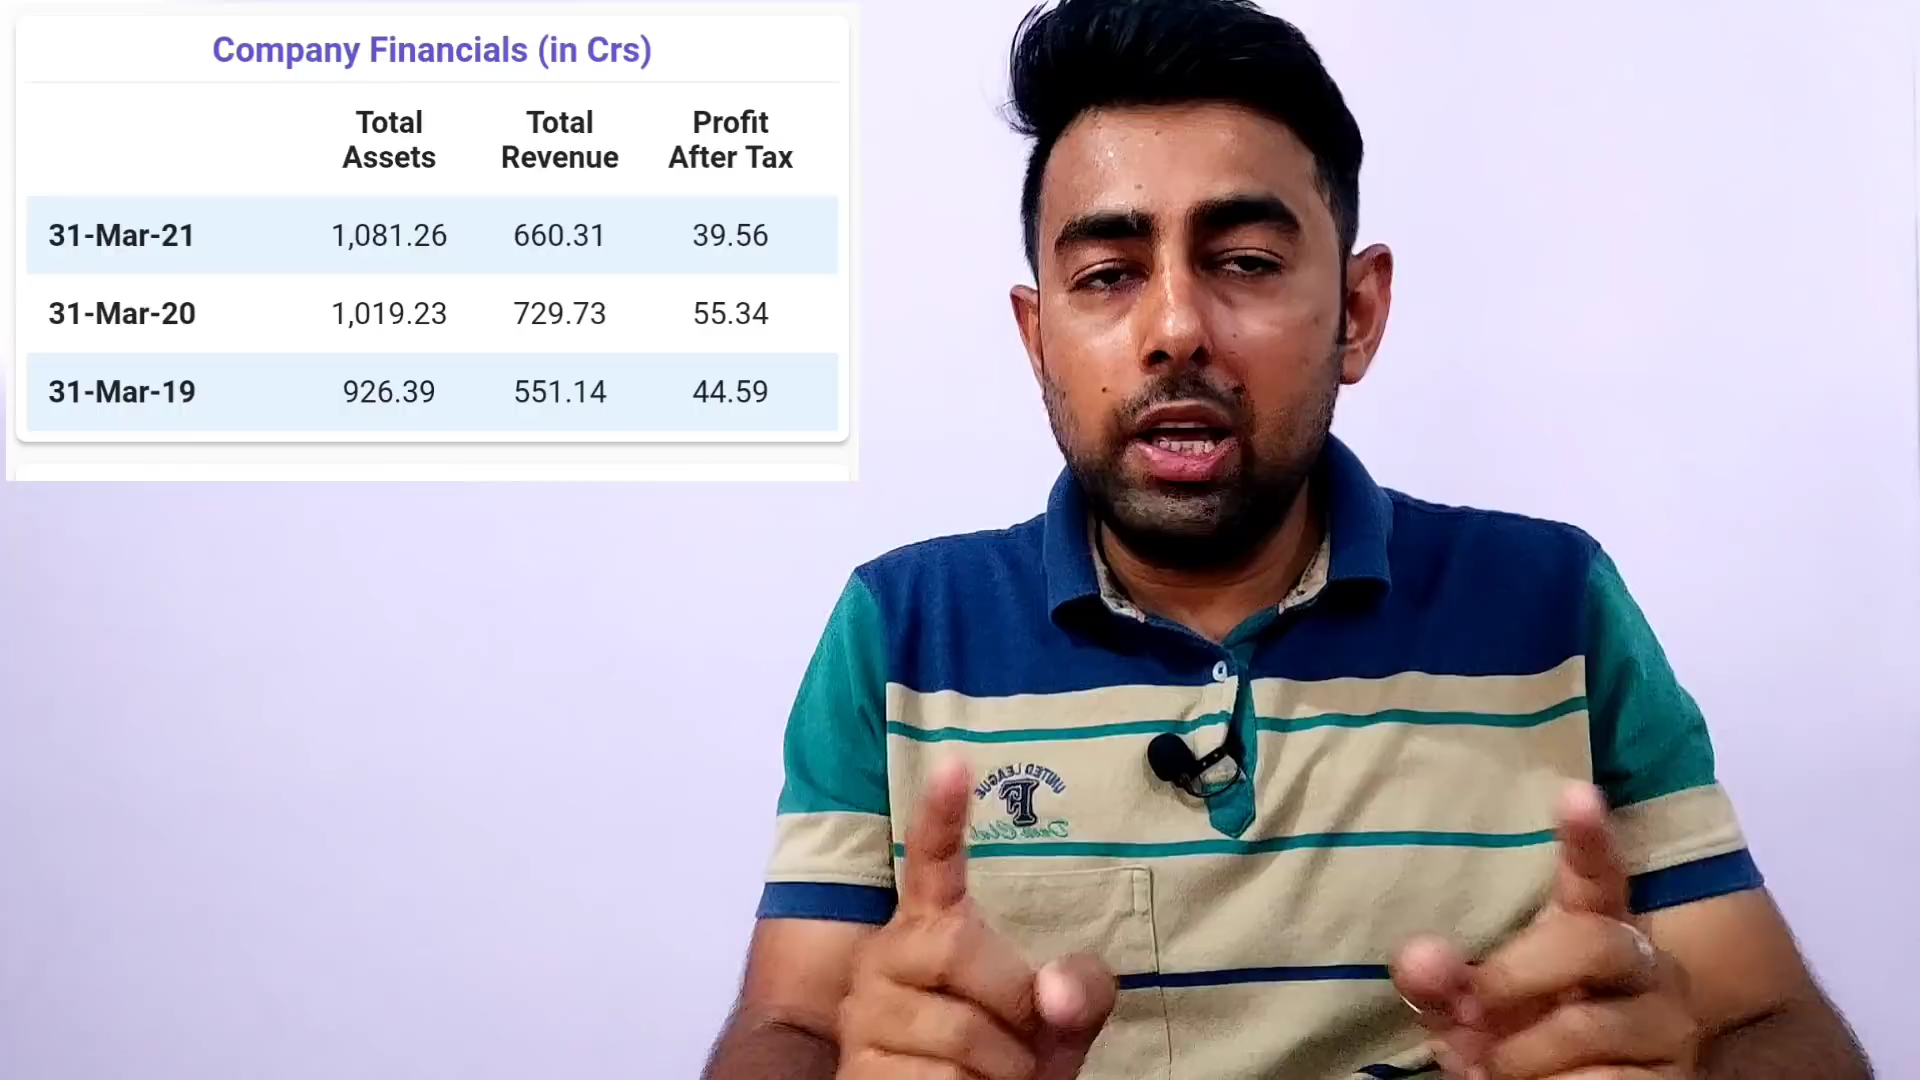 Company Financials (in Crs)
Total Assets Total Revenue Profit After Tax
31-Mar-21 1,081.26 660.31 39.56
31-Mar-20 1,019.23 729.73 55.34
31-Mar-19 926.39 551.14 44.59
UNITED LEAGUE
F